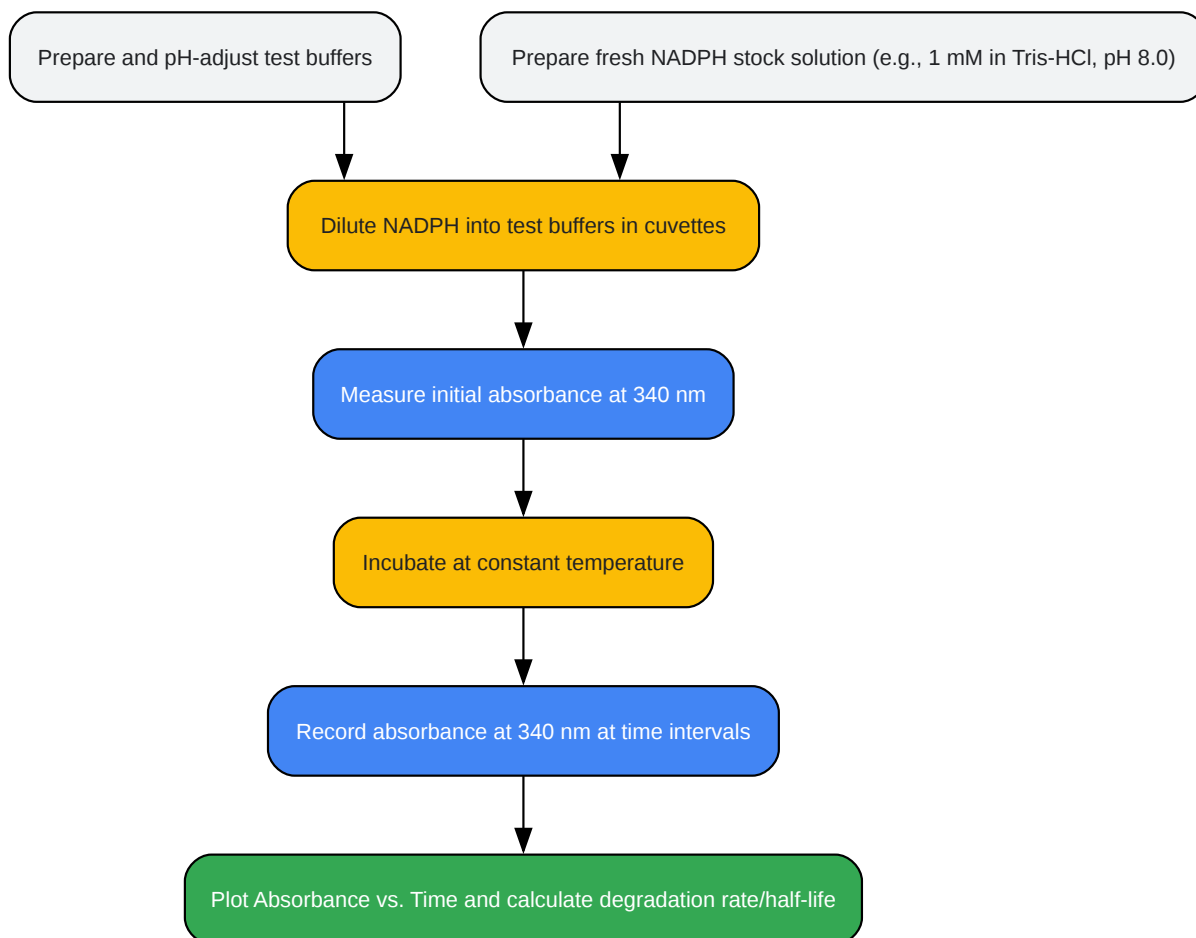 Prepare and pH-adjust test buffers
Prepare fresh NADPH stock solution (e.g., 1 mM in Tris-HCl, pH 8.0)
Dilute NADPH into test buffers in cuvettes
Measure initial absorbance at 340 nm
Incubate at constant temperature
Record absorbance at 340 nm at time intervals
Plot Absorbance vs. Time and calculate degradation rate/half-life